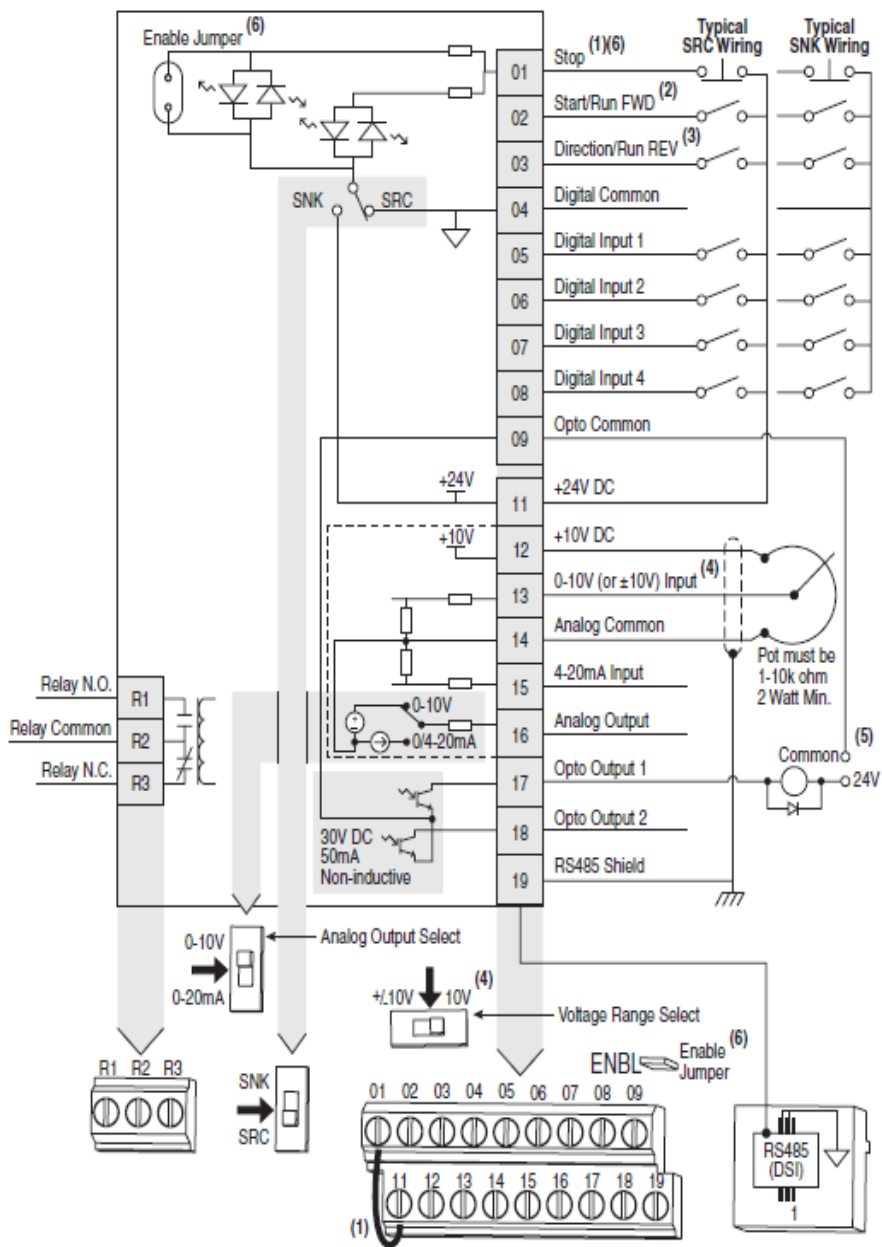 Enable Jumper (6)
Typical
SRC Wiring
Typical
SNK Wiring
01
Stop (1)(6)
02
Start/Run FWD (2)
03
Direction/Run REV (3)
SNK
SRC
04
Digital Common
05
Digital Input 1
06
Digital Input 2
07
Digital Input 3
08
Digital Input 4
09
Opto Common
+24V
11
+24V DC
+10V
12
+10V DC
13
0-10V (or ±10V) Input (4)
14
Analog Common
Pot must be
1-10k ohm
2 Watt Min.
15
4-20mA Input
Relay N.O.
R1
Relay Common
R2
Relay N.C.
R3
0-10V
0/4-20mA
16
Analog Output
(5)
Common
24V
17
Opto Output 1
18
Opto Output 2
30V DC
50mA
Non-inductive
19
RS485 Shield
0-10V
0-20mA
Analog Output Select
+/-10V
10V
(4)
Voltage Range Select
ENBL
Enable (6)
Jumper
R1 R2 R3
SNK
SRC
01 02 03 04 05 06 07 08 09
11 12 13 14 15 16 17 18 19
(1)
RS485
(DSI)
1